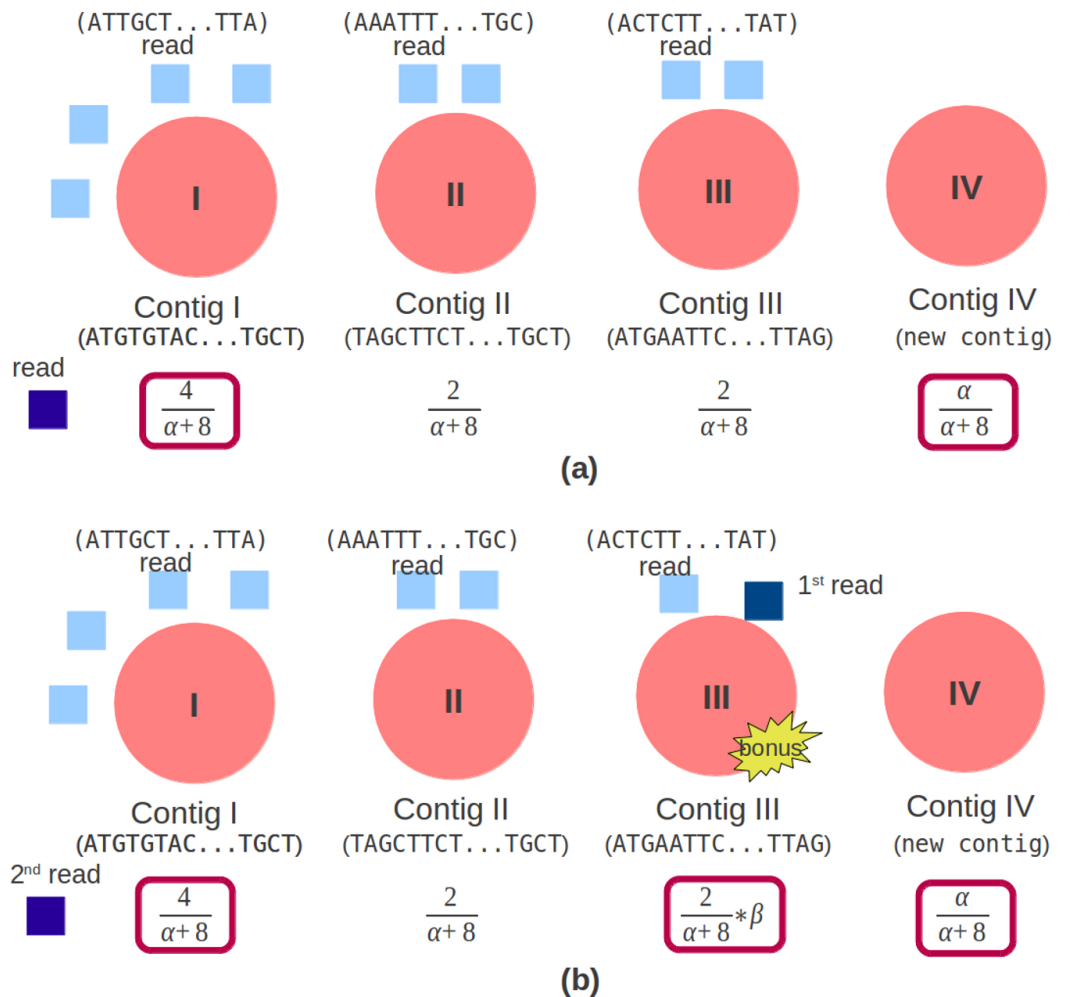 (ATTGCT...TTA) (AAATTT...TGC) (ACTCTT...TAT)
read read read
I II III IV
Contig I Contig II Contig III Contig IV
(ATGTGTAC...TGCT) (TAGCTTCT...TGCT) (ATGAATTC...TTAG) (new contig)
read
4 2 2 α
α+8 α+8 α+8 α+8
(a)
(ATTGCT...TTA) (AAATTT...TGC) (ACTCTT...TAT)
read read read 1st read
I II III IV
bonus
Contig I Contig II Contig III Contig IV
(ATGTGTAC...TGCT) (TAGCTTCT...TGCT) (ATGAATTC...TTAG) (new contig)
2nd read
4 2 2 α
α+8 α+8 α+8 *β α+8
(b)